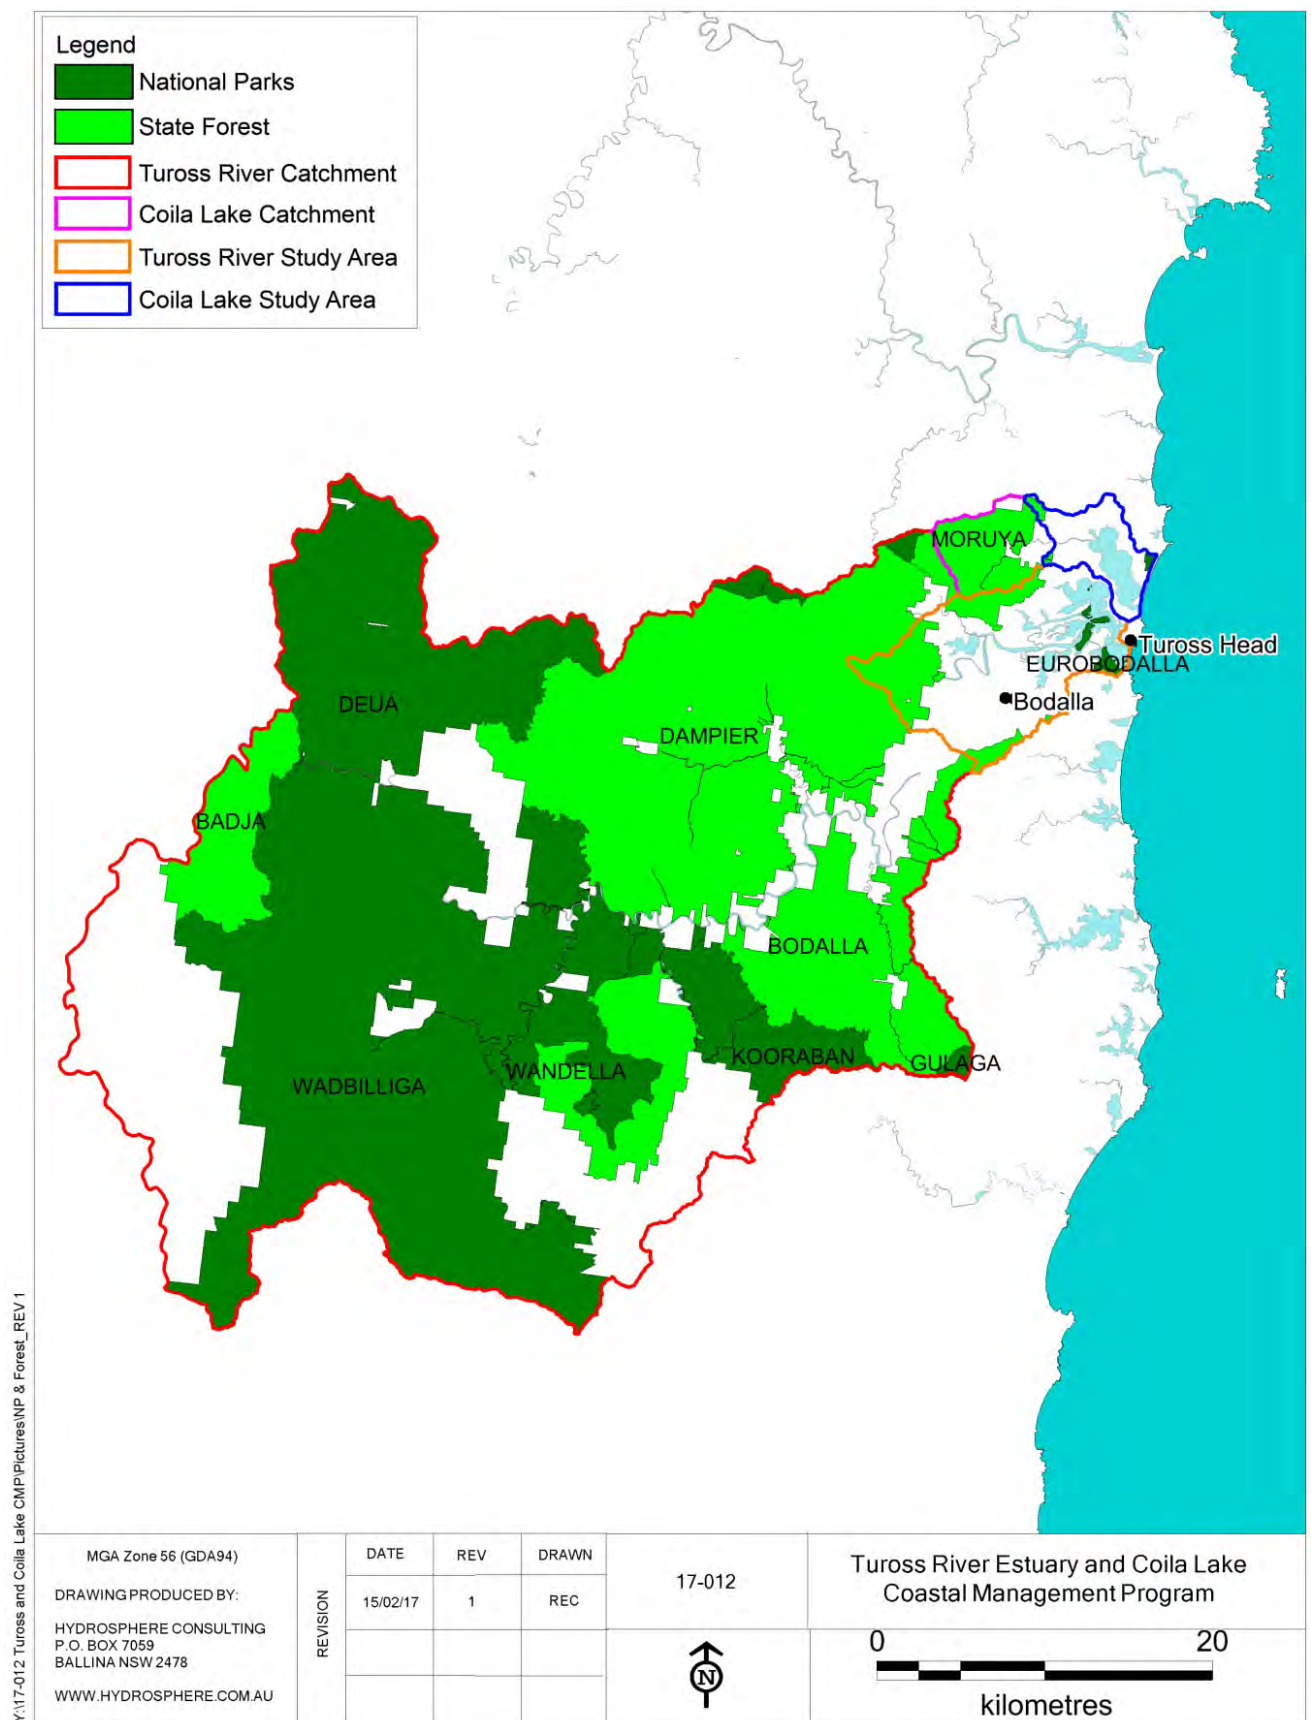 Legend
National Parks
State Forest
Tuross River Catchment
Coila Lake Catchment
Tuross River Study Area
Coila Lake Study Area
MORUYA
Tuross Head
EUROBODALLA
Bodalla
DEUA
DAMPIER
BADJA
BODALLA
KOORABAN
GULAGA
WANDELLA
WADBILLIGA
Y:\17-012 Tuross and Coila Lake CMP\Pictures\NP & Forest_REV 1
MGA Zone 56 (GDA94)
DRAWING PRODUCED BY:
HYDROSPHERE CONSULTING
P.O. BOX 7059
BALLINA NSW 2478
WWW.HYDROSPHERE.COM.AU
REVISION
DATE REV DRAWN
15/02/17 1 REC
17-012
N
Tuross River Estuary and Coila Lake
Coastal Management Program
0 20
kilometres